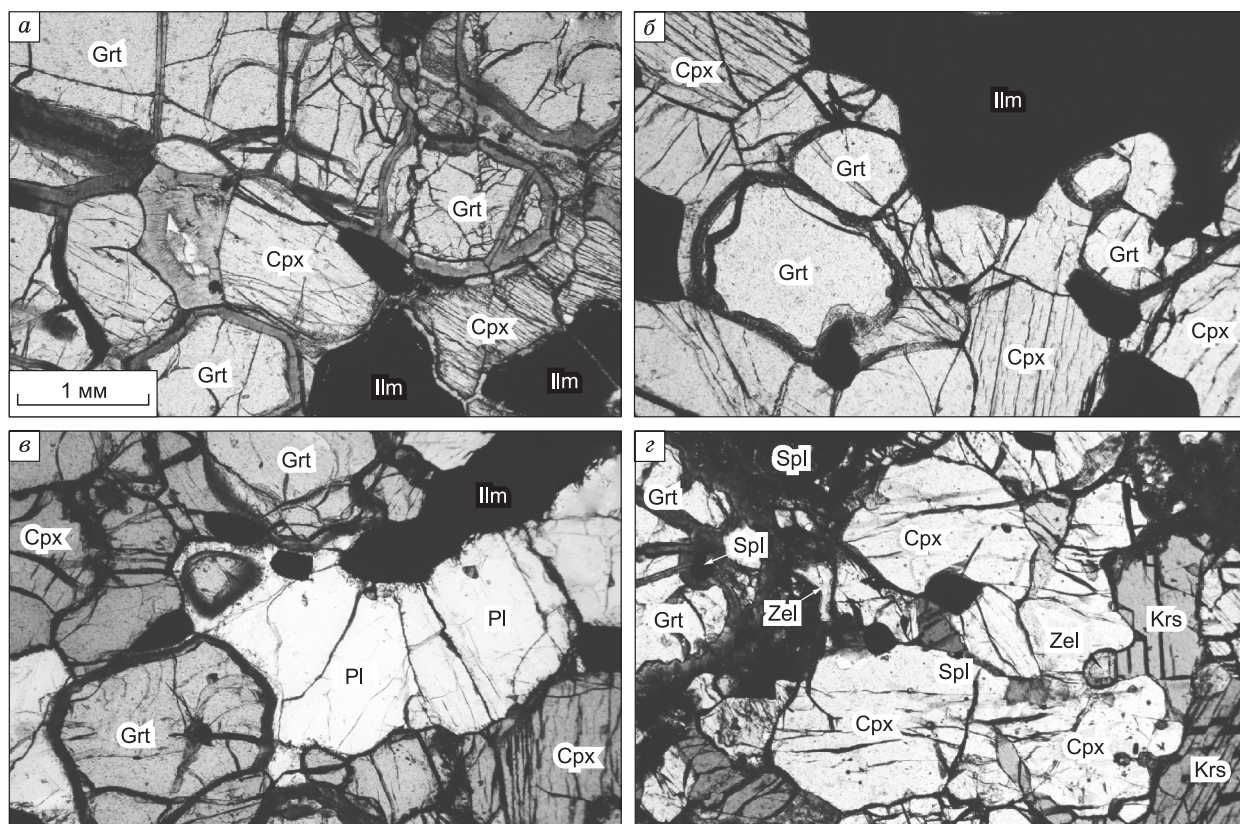 а
Grt
Grt
Cpx
Cpx
Grt
Ilm
Ilm
1 мм
б
Cpx
Ilm
Grt
Grt
Grt
Cpx
Cpx
в
Grt
Ilm
Cpx
Pl
Pl
Grt
Cpx
г
Spl
Grt
Cpx
Spl
Zel
Krs
Grt
Zel
Spl
Cpx
Cpx
Krs